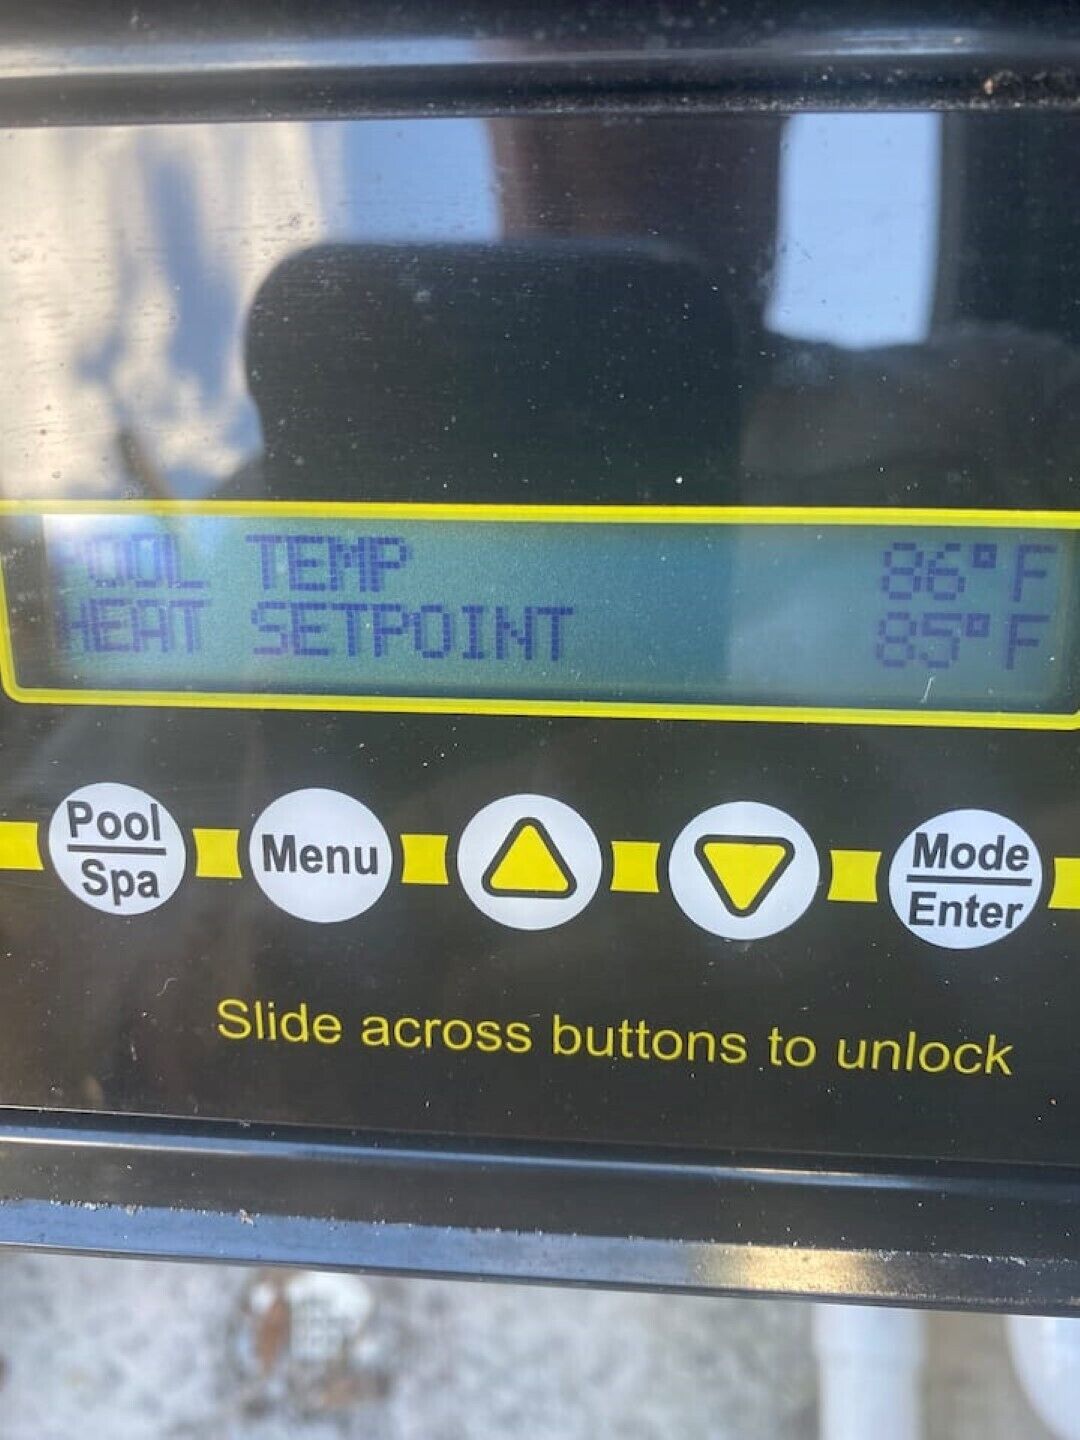 POOL TEMP 86°F
HEAT SETPOINT 85°F
Pool
Spa
Menu
Mode
Enter
Slide across buttons to unlock